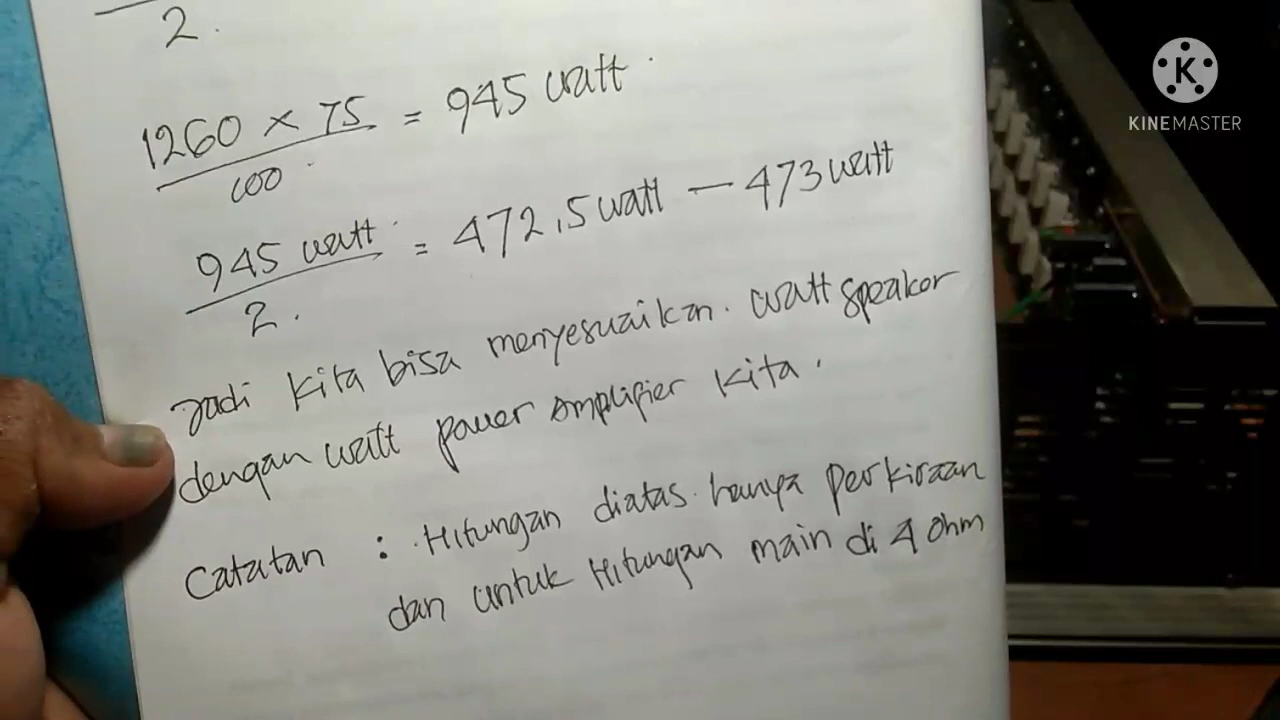 2.
1260 x 75 = 945 watt.
100
945 watt = 472,5 watt - 473 watt
2.
Jadi kita bisa menyesuaikan watt speaker
dengan watt power amplifier kita.
Catatan : Hitungan diatas hanya perkiraan
dan untuk Hitungan main di 4 ohm
K
KINEMASTER